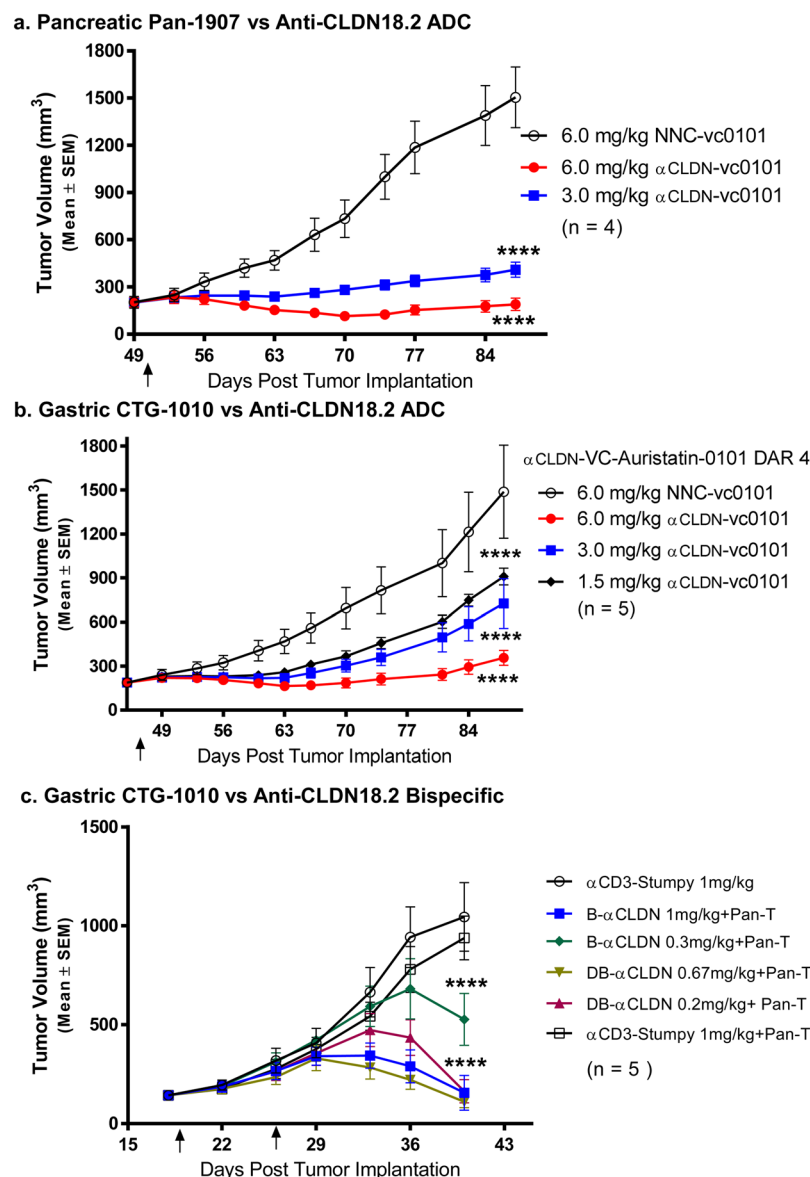 a. Pancreatic Pan-1907 vs Anti-CLDN18.2 ADC
Tumor Volume (mm³)
(Mean ± SEM)
1800
1500
1200
900
600
300
0
49 56 63 70 77 84
Days Post Tumor Implantation
6.0 mg/kg NNC-vc0101
6.0 mg/kg αCLDN-vc0101
3.0 mg/kg αCLDN-vc0101
(n = 4)
****
****
b. Gastric CTG-1010 vs Anti-CLDN18.2 ADC
Tumor Volume (mm³)
(Mean ± SEM)
1800
1500
1200
900
600
300
0
49 56 63 70 77 84
Days Post Tumor Implantation
αCLDN-VC-Auristatin-0101 DAR 4
6.0 mg/kg NNC-vc0101
6.0 mg/kg αCLDN-vc0101
3.0 mg/kg αCLDN-vc0101
1.5 mg/kg αCLDN-vc0101
(n = 5)
****
****
****
c. Gastric CTG-1010 vs Anti-CLDN18.2 Bispecific
Tumor Volume (mm³)
(Mean ± SEM)
1500
1000
500
0
15 22 29 36 43
Days Post Tumor Implantation
αCD3-Stumpy 1mg/kg
B-αCLDN 1mg/kg+Pan-T
B-αCLDN 0.3mg/kg+Pan-T
DB-αCLDN 0.67mg/kg+Pan-T
DB-αCLDN 0.2mg/kg+ Pan-T
αCD3-Stumpy 1mg/kg+Pan-T
(n = 5 )
****
****